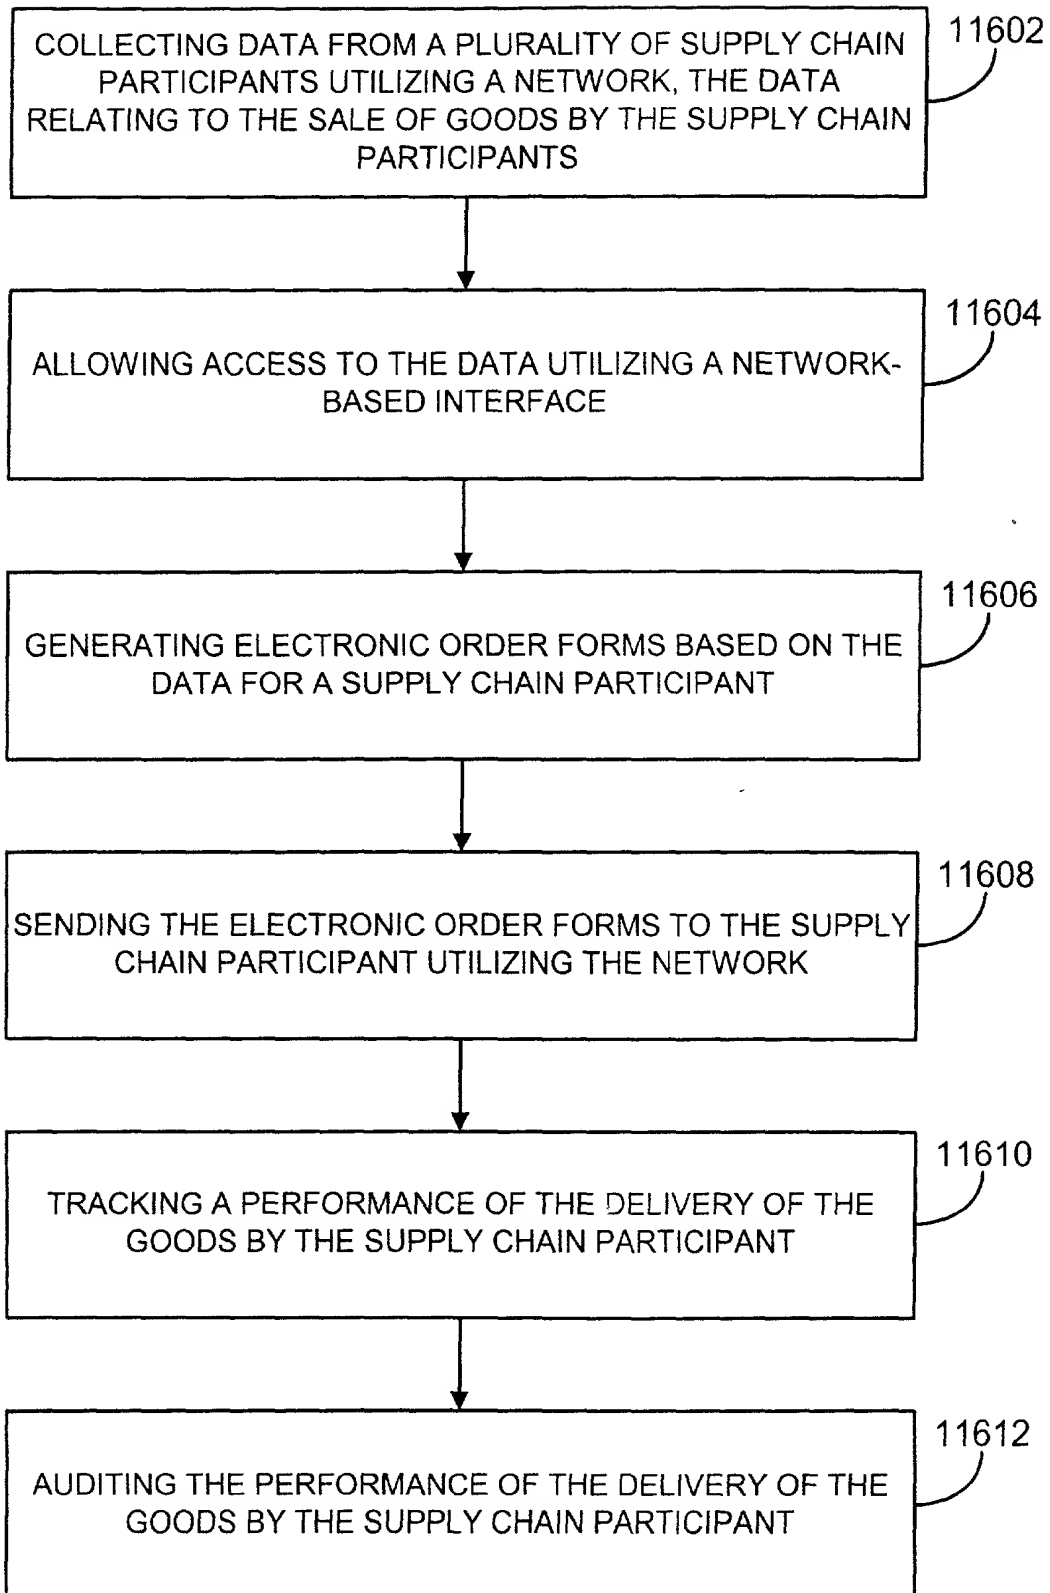 COLLECTING DATA FROM A PLURALITY OF SUPPLY CHAIN
PARTICIPANTS UTILIZING A NETWORK, THE DATA
RELATING TO THE SALE OF GOODS BY THE SUPPLY CHAIN
PARTICIPANTS
11602
ALLOWING ACCESS TO THE DATA UTILIZING A NETWORK-
BASED INTERFACE
11604
GENERATING ELECTRONIC ORDER FORMS BASED ON THE
DATA FOR A SUPPLY CHAIN PARTICIPANT
11606
SENDING THE ELECTRONIC ORDER FORMS TO THE SUPPLY
CHAIN PARTICIPANT UTILIZING THE NETWORK
11608
TRACKING A PERFORMANCE OF THE DELIVERY OF THE
GOODS BY THE SUPPLY CHAIN PARTICIPANT
11610
AUDITING THE PERFORMANCE OF THE DELIVERY OF THE
GOODS BY THE SUPPLY CHAIN PARTICIPANT
11612